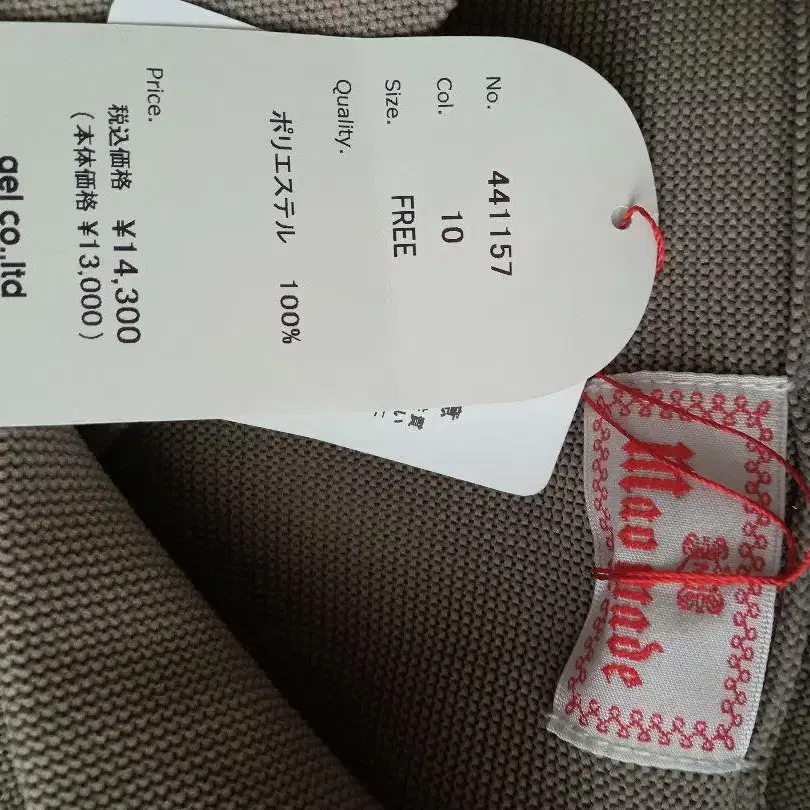 No. 441157
Col. 10
Size. FREE
Quality.
ポリエステル 100%
Price.
税込価格 ¥14,300
(本体価格 ¥13,000)
gel co.,ltd
Mao made